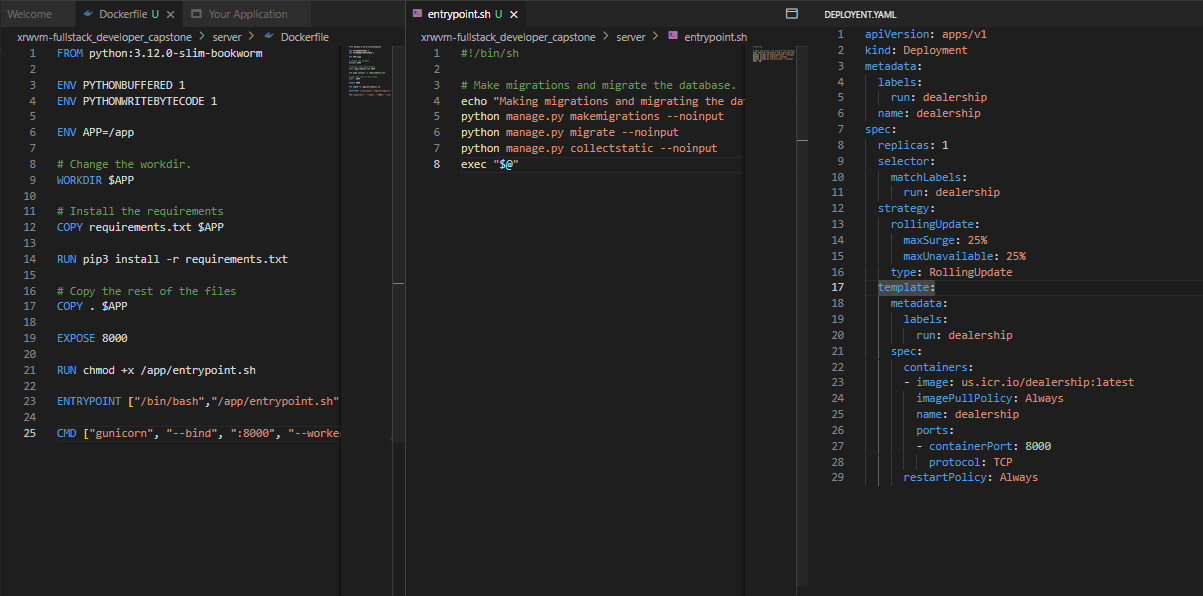 Welcome
Dockerfile U
Your Application
xrwvm-fullstack_developer_capstone > server > Dockerfile
1 FROM python:3.12.0-slim-bookworm
2
3 ENV PYTHONBUFFERED 1
4 ENV PYTHONWRITEBYTECODE 1
5
6 ENV APP=/app
7
8 # Change the workdir.
9 WORKDIR $APP
10
11 # Install the requirements
12 COPY requirements.txt $APP
13
14 RUN pip3 install -r requirements.txt
15
16 # Copy the rest of the files
17 COPY . $APP
18
19 EXPOSE 8000
20
21 RUN chmod +x /app/entrypoint.sh
22
23 ENTRYPOINT ["/bin/bash","/app/entrypoint.sh"
24
25 CMD ["gunicorn", "--bind", ":8000", "--worke
entrypoint.sh U
xrwvm-fullstack_developer_capstone > server > entrypoint.sh
1 #!/bin/sh
2
3 # Make migrations and migrate the database.
4 echo "Making migrations and migrating the da
5 python manage.py makemigrations --noinput
6 python manage.py migrate --noinput
7 python manage.py collectstatic --noinput
8 exec "$@"
DEPLOYENT.YAML
1 apiVersion: apps/v1
2 kind: Deployment
3 metadata:
4   labels:
5     run: dealership
6   name: dealership
7 spec:
8   replicas: 1
9   selector:
10     matchLabels:
11       run: dealership
12   strategy:
13     rollingUpdate:
14       maxSurge: 25%
15       maxUnavailable: 25%
16     type: RollingUpdate
17   template:
18     metadata:
19       labels:
20         run: dealership
21     spec:
22       containers:
23       - image: us.icr.io/dealership:latest
24         imagePullPolicy: Always
25         name: dealership
26         ports:
27         - containerPort: 8000
28           protocol: TCP
29       restartPolicy: Always